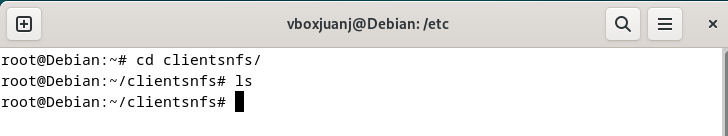 vboxjuanj@Debian: /etc
root@Debian:~# cd clientsnfs/
root@Debian:~/clientsnfs# ls
root@Debian:~/clientsnfs#